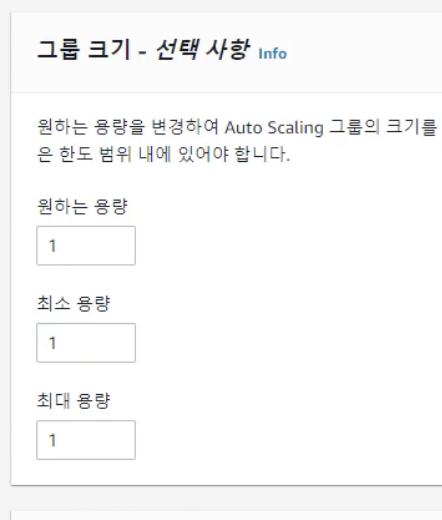 그룹 크기 - 선택 사항 Info
원하는 용량을 변경하여 Auto Scaling 그룹의 크기를
은 한도 범위 내에 있어야 합니다.
원하는 용량
1
최소 용량
1
최대 용량
1